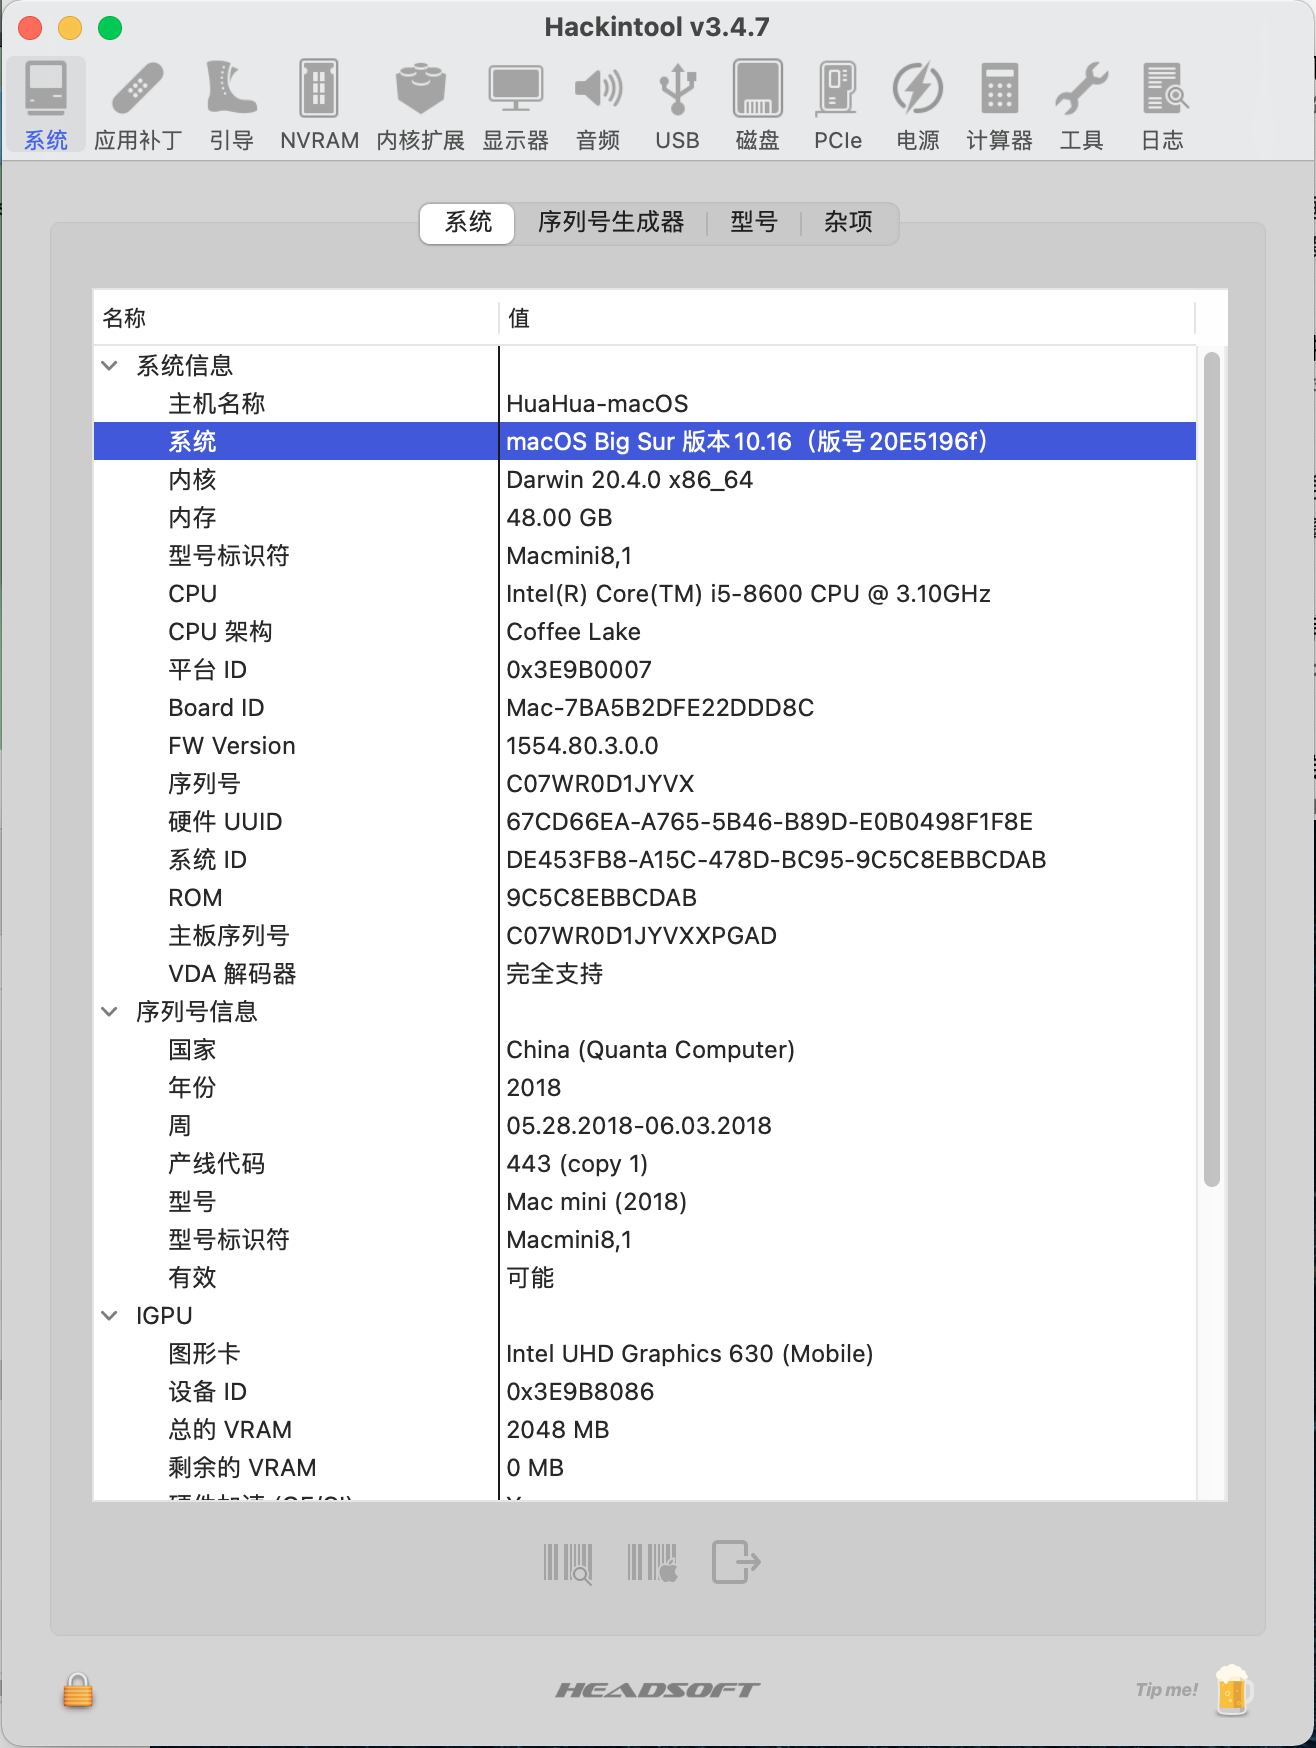 Hackintool v3.4.7
系统 应用补丁 引导 NVRAM 内核扩展 显示器 音频 USB 磁盘 PCIe 电源 计算器 工具 日志
系统 序列号生成器 型号 杂项
名称 值
系统信息
主机名称 HuaHua-macOS
系统 macOS Big Sur 版本10.16（版号20E5196f）
内核 Darwin 20.4.0 x86_64
内存 48.00 GB
型号标识符 Macmini8,1
CPU Intel(R) Core(TM) i5-8600 CPU @ 3.10GHz
CPU 架构 Coffee Lake
平台 ID 0x3E9B0007
Board ID Mac-7BA5B2DFE22DDD8C
FW Version 1554.80.3.0.0
序列号 C07WR0D1JYVX
硬件 UUID 67CD66EA-A765-5B46-B89D-E0B0498F1F8E
系统 ID DE453FB8-A15C-478D-BC95-9C5C8EBBCDAB
ROM 9C5C8EBBCDAB
主板序列号 C07WR0D1JYVXXPGAD
VDA 解码器 完全支持
序列号信息
国家 China (Quanta Computer)
年份 2018
周 05.28.2018-06.03.2018
产线代码 443 (copy 1)
型号 Mac mini (2018)
型号标识符 Macmini8,1
有效 可能
IGPU
图形卡 Intel UHD Graphics 630 (Mobile)
设备 ID 0x3E9B8086
总的 VRAM 2048 MB
剩余的 VRAM 0 MB
HEADSOFT
Tip me!